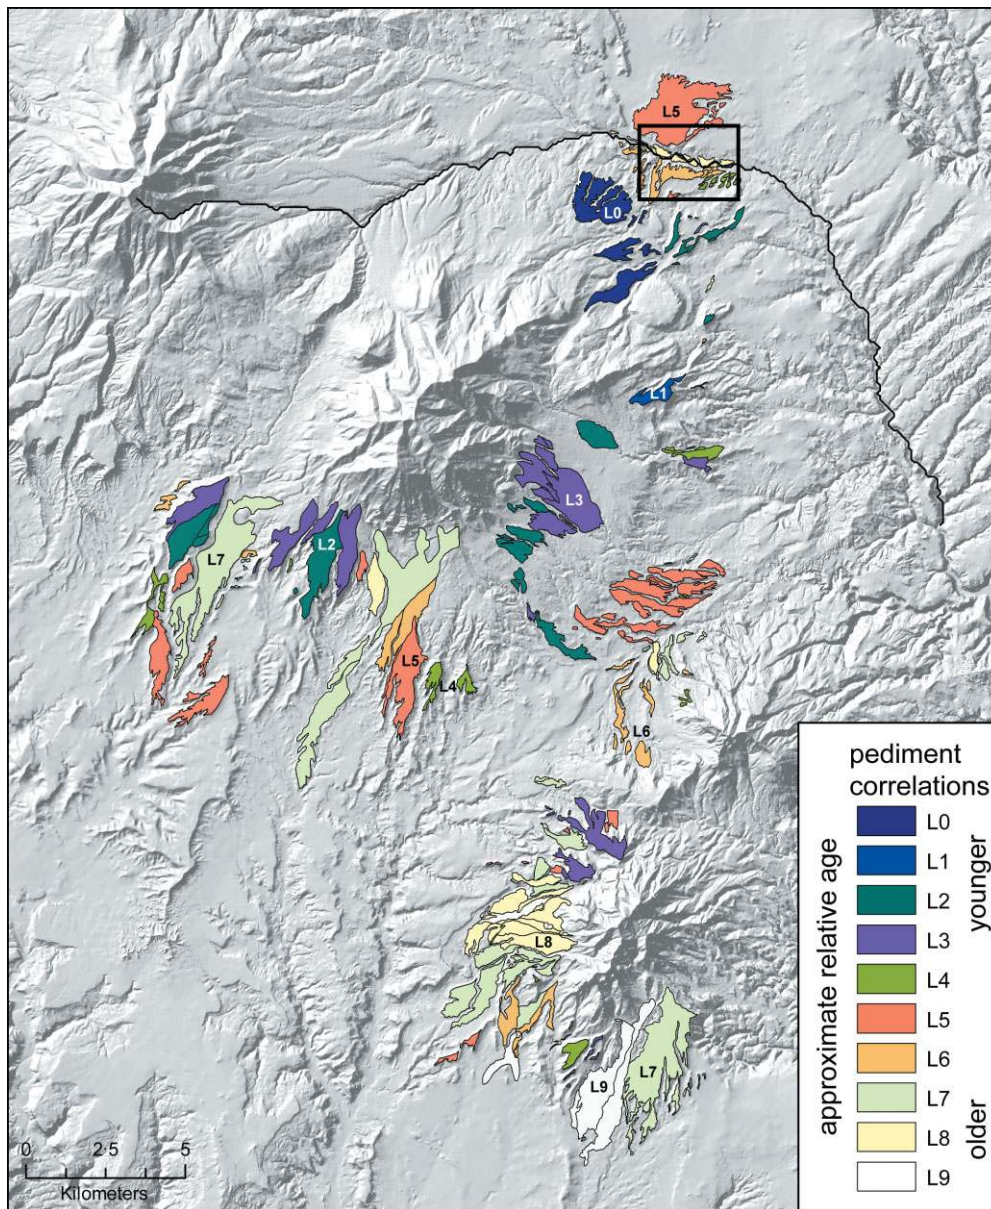 L5
L0
L1
L3
L2
L7
L5
L4
L6
L8
L9
L7
0 2·5 5
Kilometers
pediment
correlations
approximate relative age
younger
older
L0
L1
L2
L3
L4
L5
L6
L7
L8
L9